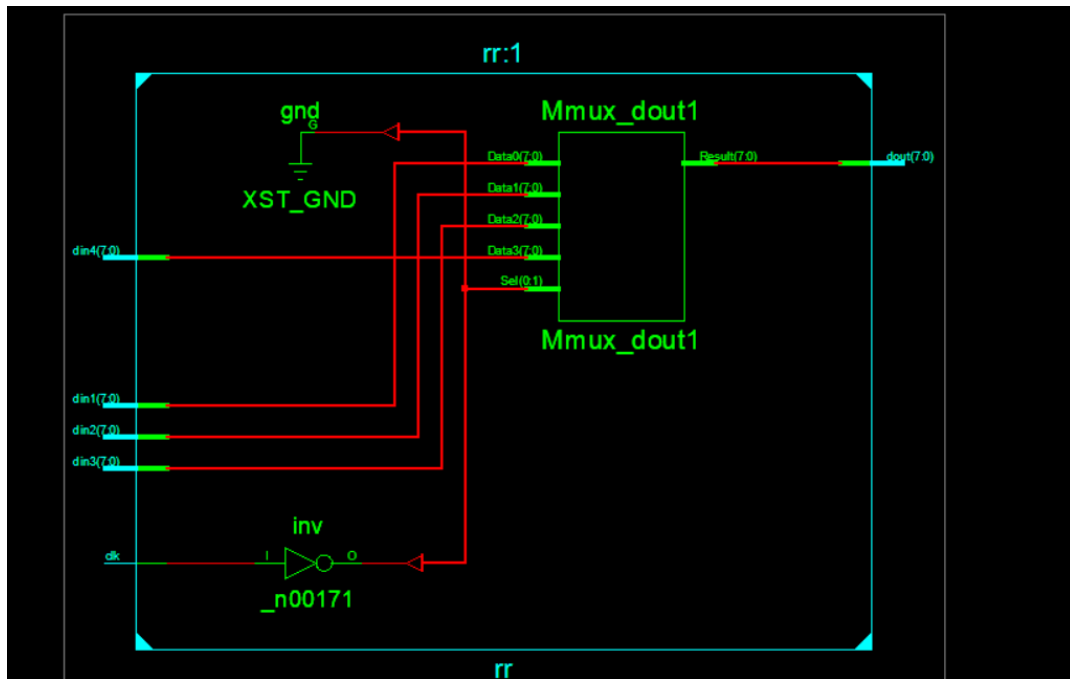 rr:1
gnd
G
XST_GND
Mmux_dout1
Data0(7:0)
Data1(7:0)
Data2(7:0)
Data3(7:0)
Sel(0:1)
Result(7:0)
dout(7:0)
Mmux_dout1
din4(7:0)
din1(7:0)
din2(7:0)
din3(7:0)
clk
inv
I
O
_n00171
rr